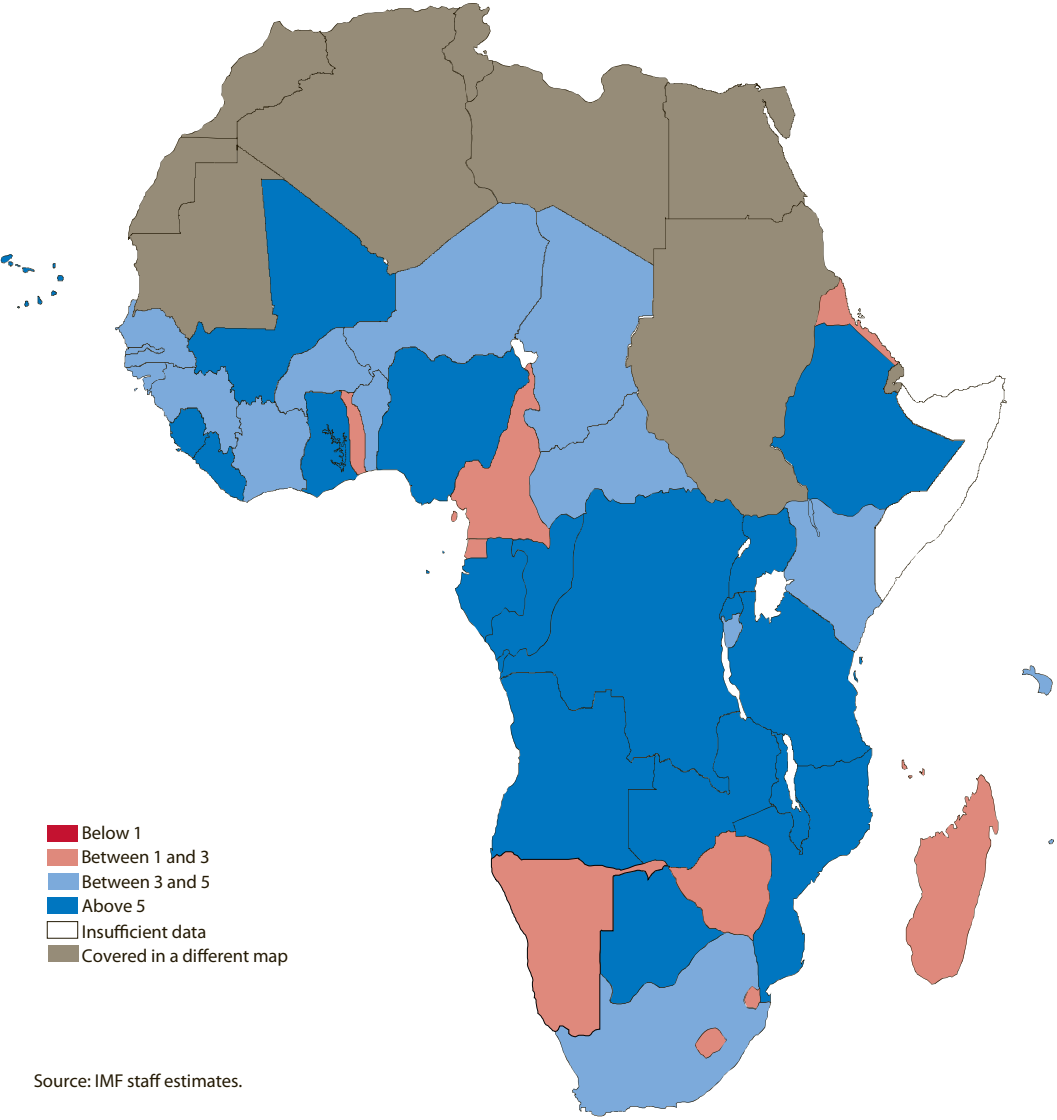 Below 1
Between 1 and 3
Between 3 and 5
Above 5
Insufficient data
Covered in a different map
Source: IMF staff estimates.